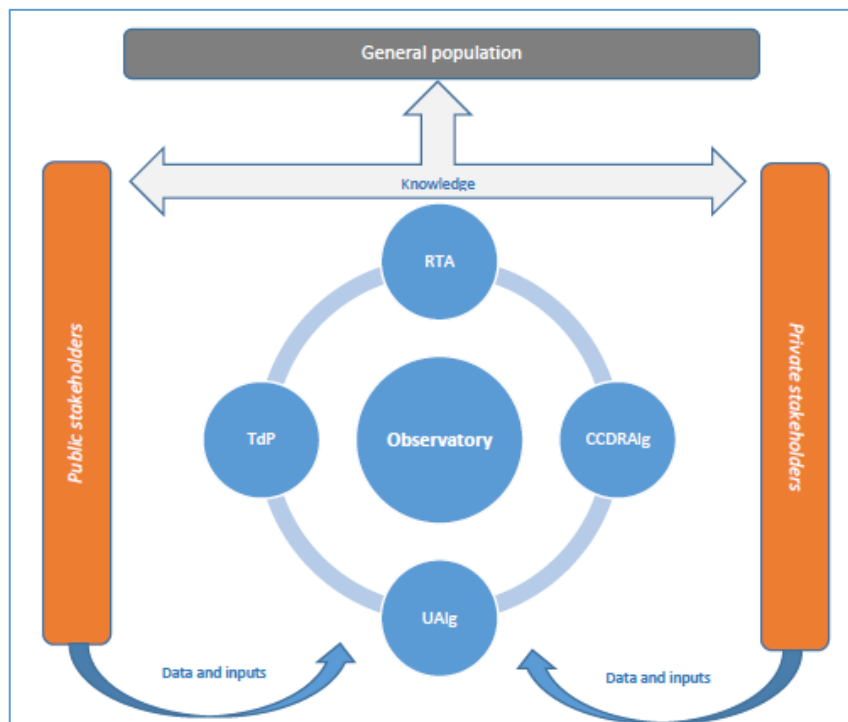 General population
Knowledge
Public stakeholders
Private stakeholders
RTA
TdP
Observatory
CCDRAlg
UAlg
Data and inputs
Data and inputs